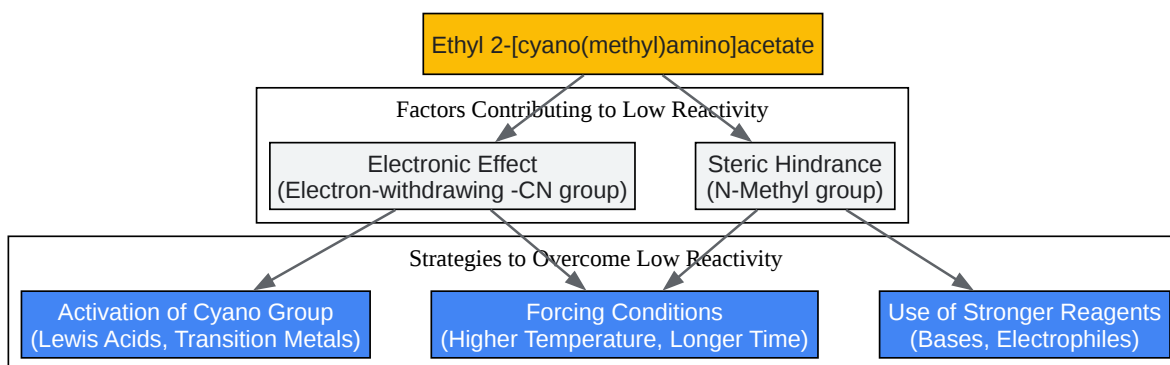 Ethyl 2-[cyano(methyl)amino]acetate
Factors Contributing to Low Reactivity
Electronic Effect
(Electron-withdrawing -CN group)
Steric Hindrance
(N-Methyl group)
Strategies to Overcome Low Reactivity
Activation of Cyano Group
(Lewis Acids, Transition Metals)
Forcing Conditions
(Higher Temperature, Longer Time)
Use of Stronger Reagents
(Bases, Electrophiles)